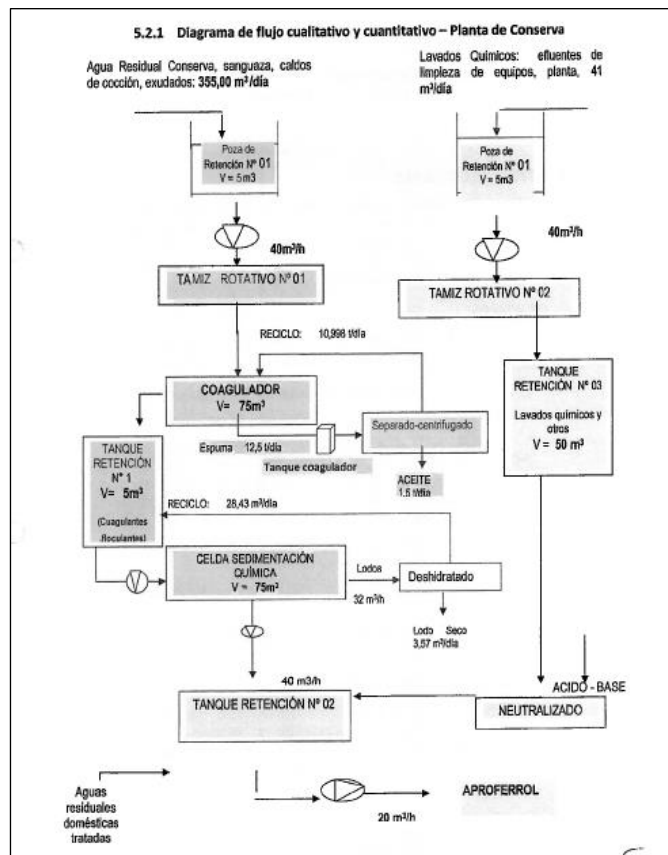 5.2.1 Diagrama de flujo cualitativo y cuantitativo – Planta de Conserva
Agua Residual Conserva, sanguaza, caldos
de cocción, exudados: 355,00 m³/día
Lavados Quimicos: efluentes de
limpieza de equipos, planta, 41
m³/día
Poza de
Retención Nº 01
V = 5m3
Poza de
Retención Nº 01
V = 5m3
40m³/h
40m³/h
TAMIZ ROTATIVO Nº 01
TAMIZ ROTATIVO Nº 02
RECICLO: 10,998 t/dia
COAGULADOR
V= 75m³
TANQUE
RETENCIÓN Nº 03
Lavados químicos y
otros
V = 50 m³
Espuma 12,5 t/día
Tanque coagulador
Separado-centrifugado
TANQUE
RETENCIÓN
Nº 1
V= 5m³
(Cuagulantes
floculantes)
ACEITE
1.5 t/dia
RECICLO: 28,43 m³/dia
CELDA SEDIMENTACIÓN
QUÍMICA
V = 75m³
Lodos
32 m³/h
Deshidratado
Lodo Seco
3,57 m³/día
40 m3/h
ACIDO - BASE
TANQUE RETENCIÓN Nº 02
NEUTRALIZADO
Aguas
residuales
domésticas
tratadas
20 m³/h
APROFERROL